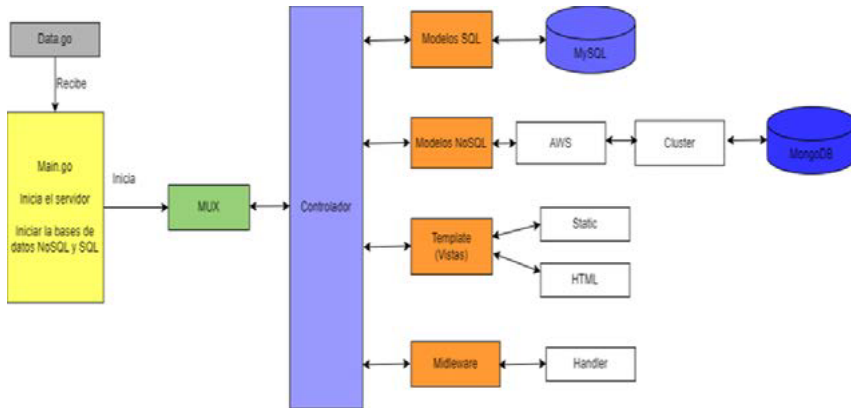 Data.go
Recibe
Main.go
Inicia el servidor
Iniciar la bases de
datos NoSQL y SQL
Inicia
MUX
Controlador
Modelos SQL
MySQL
Modelos NoSQL
AWS
Cluster
MongoDB
Template
(Vistas)
Static
HTML
Midleware
Handler